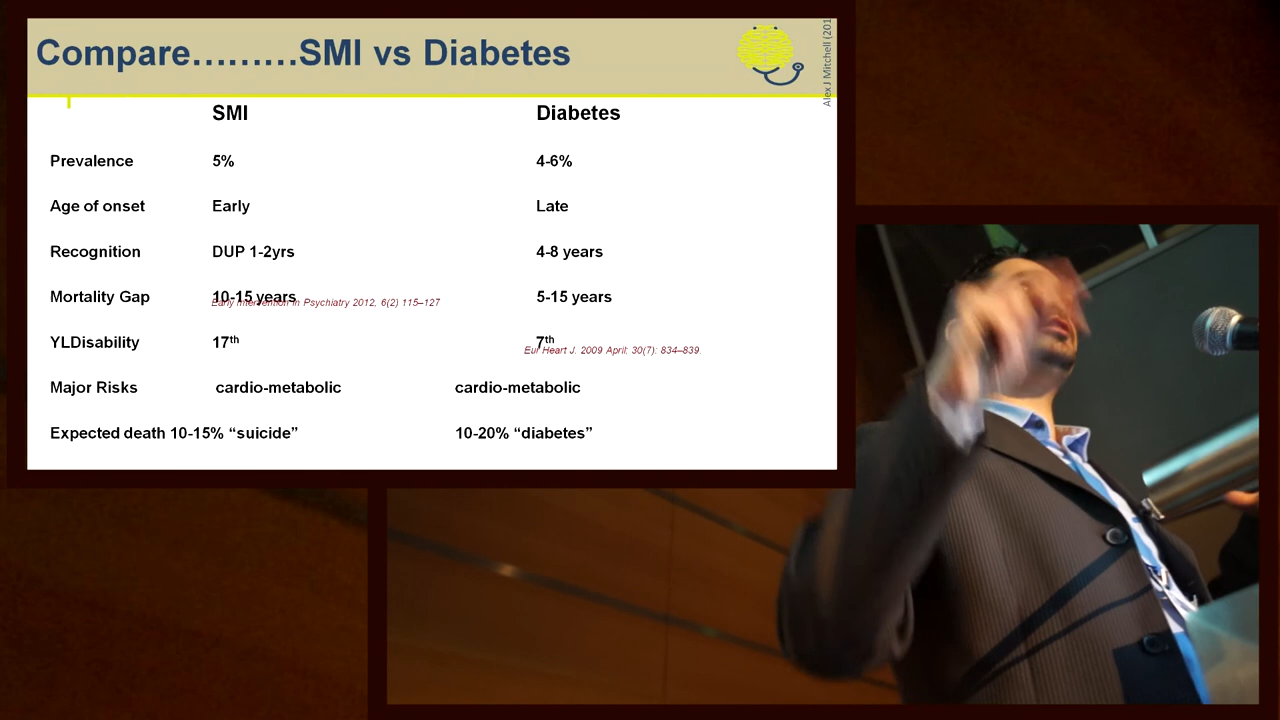 Compare………SMI vs Diabetes
Alex J Mitchell (201
SMI Diabetes
Prevalence 5% 4-6%
Age of onset Early Late
Recognition DUP 1-2yrs 4-8 years
Mortality Gap 10-15 years 5-15 years
Early Intervention in Psychiatry 2012, 6(2) 115–127
YLDisability 17th 7th
Eur Heart J. 2009 April; 30(7): 834–839.
Major Risks cardio-metabolic cardio-metabolic
Expected death 10-15% “suicide” 10-20% “diabetes”